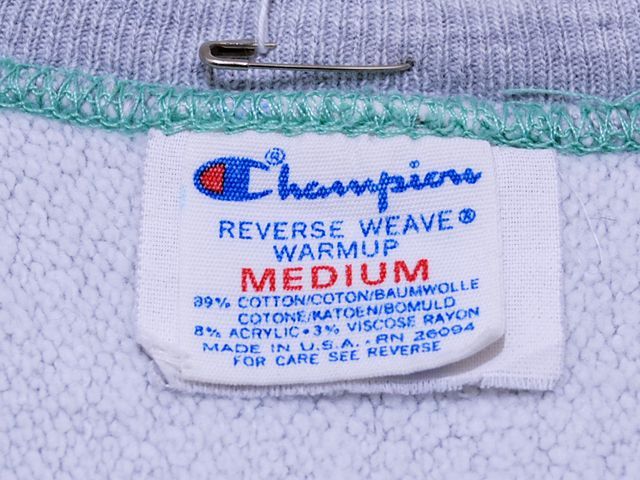 Champion®
REVERSE WEAVE®
WARMUP
MEDIUM
89% COTTON/COTON/BAUMWOLLE
COTONE/KATOEN/BOMULD
8% ACRYLIC • 3% VISCOSE RAYON
MADE IN U.S.A. • RN 26094
FOR CARE SEE REVERSE